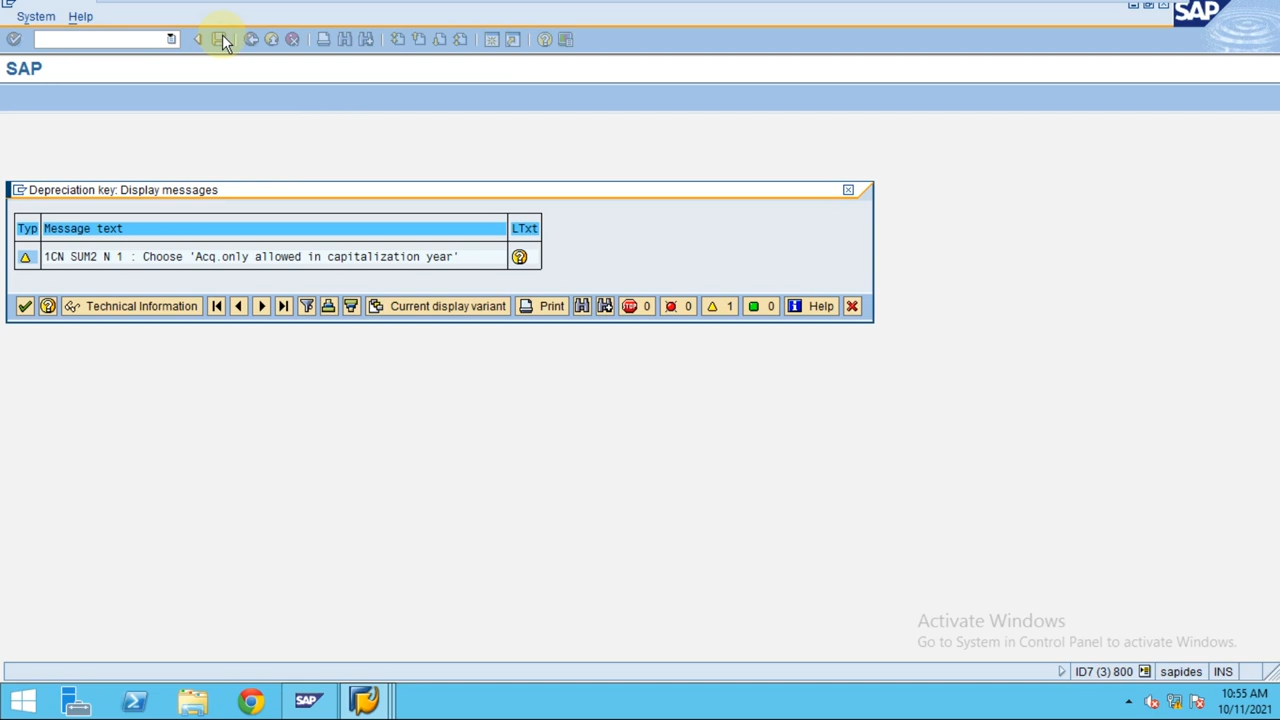 System Help
SAP
SAP
Depreciation key: Display messages
Typ Message text LTxt
1CN SUM2 N 1 : Choose 'Acq.only allowed in capitalization year'
Technical Information Current display variant Print STOP 0 0 1 0 Help
Activate Windows
Go to System in Control Panel to activate Windows.
ID7 (3) 800 sapides INS
SAP
10:55 AM
10/11/2021